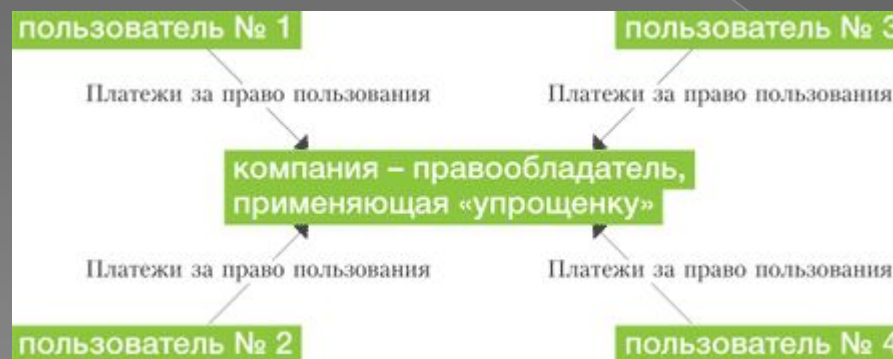 пользователь № 1
пользователь № 3
Платежи за право пользования
Платежи за право пользования
компания – правообладатель,
применяющая «упрощенку»
Платежи за право пользования
Платежи за право пользования
пользователь № 2
пользователь № 4